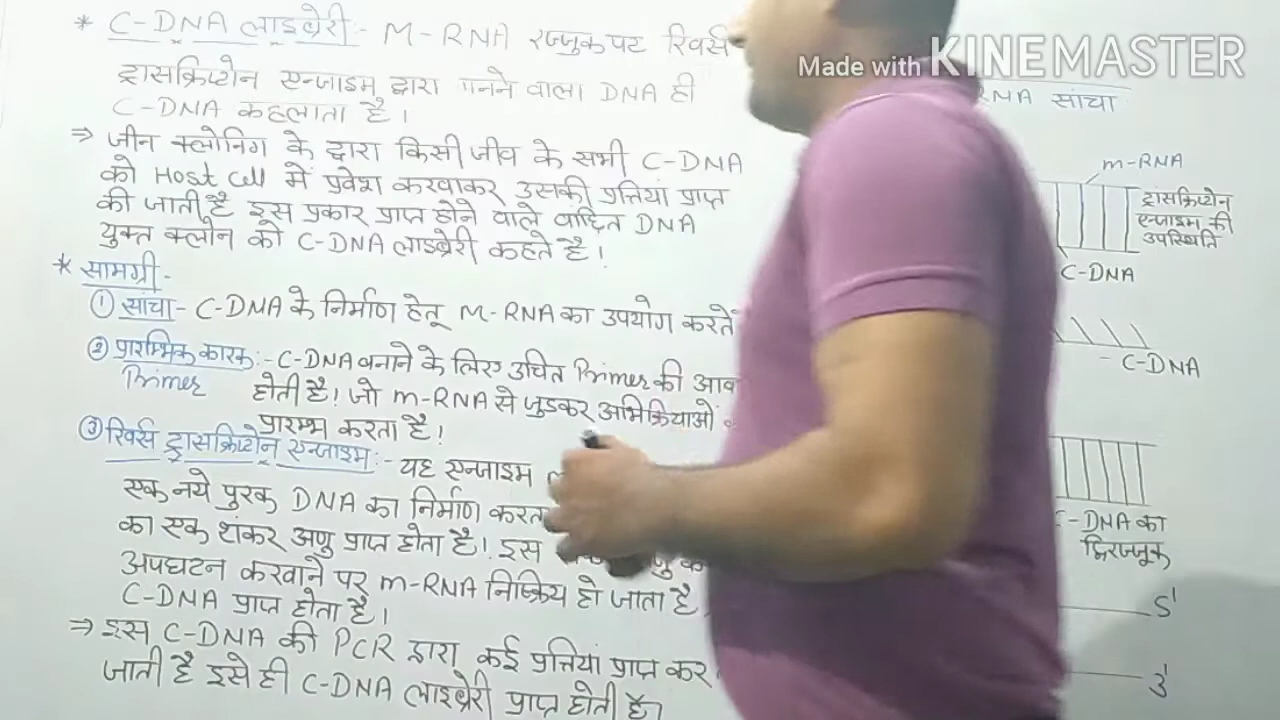 * C-DNA लाइब्रेरी:- M-RNA रज्जुक पट रिवर्स
ट्रासक्रिप्टेन एन्जाइम द्वारा बनने वाला DNA ही
C-DNA कहलाता है।
⇒ जीन क्लोनिग के द्वारा किसी जीव के सभी C-DNA
को Host Cell में प्रवेश करवाकर उसकी प्रतियां प्राप्त
की जाती है इस प्रकार प्राप्त होने वाले वाछित DNA
युक्त क्लोन को C-DNA लाइब्रेरी कहते है।
* सामग्री-
① सांचा- C-DNA के निर्माण हेतू M-RNA का उपयोग करते
② प्रारम्भिक कारक:- C-DNA बनाने के लिए उचित Primer की आव
Primer होती है। जो m-RNA से जुडकर अभिक्रियाओं
प्रारम्भ करता है!
③ रिवर्स ट्रासक्रिप्टेन एन्जाइम:- यह एन्जाइम
एक नये पुरक DNA का निर्माण करता
का एक शंकर अणु प्राप्त होता है। इस
अपघटन करवाने पर m-RNA निष्क्रिय हो जाता है
C-DNA प्राप्त होता है।
⇒ इस C-DNA की PCR द्वारा कई प्रतियां प्राप्त कर
जाती है इसे ही C-DNA लाइब्रेरी प्राप्त होती है।
Made with KINEMASTER
RNA सांचा
m-RNA
ट्रांसक्रिप्टेन
एन्जाइम की
उपस्थिति
C-DNA
C-DNA
C-DNA का
द्विरज्जूक
5'
3'